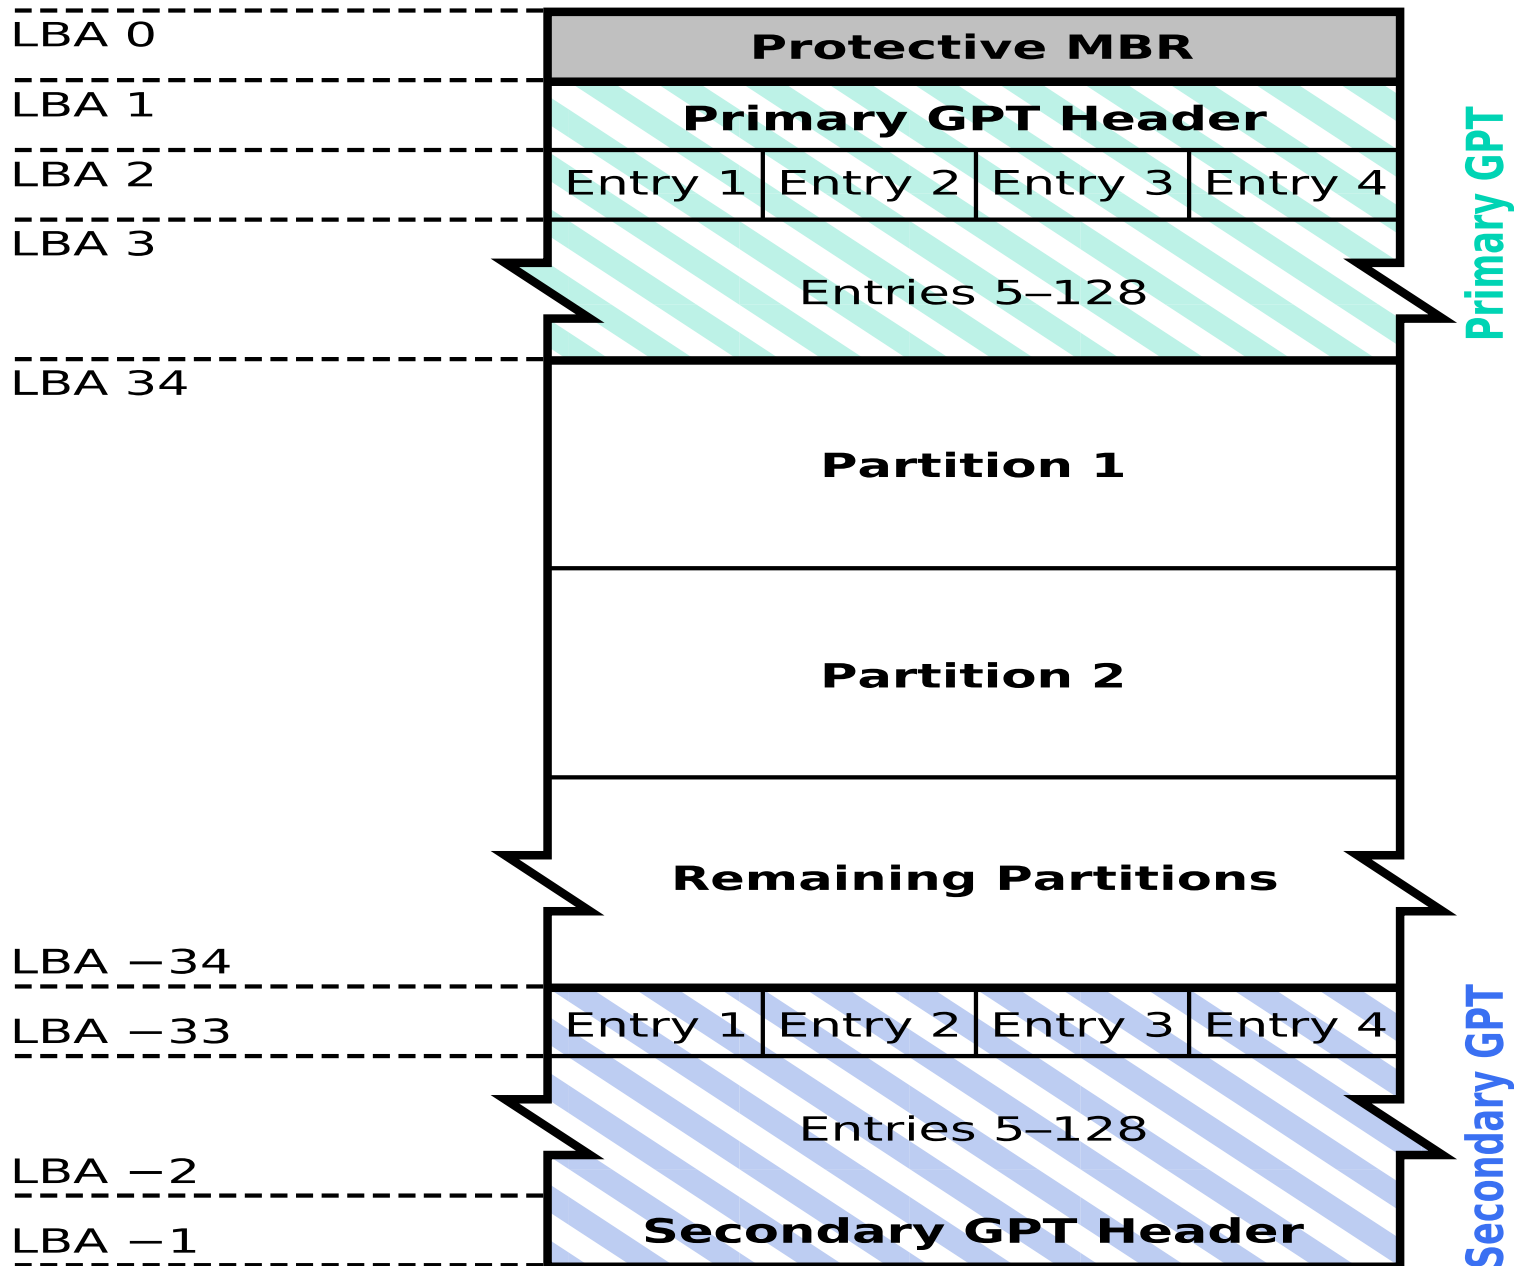 LBA 0
Protective MBR
LBA 1
Primary GPT Header
LBA 2
Entry 1
Entry 2
Entry 3
Entry 4
LBA 3
Entries 5–128
Primary GPT
LBA 34
Partition 1
Partition 2
Remaining Partitions
LBA −34
LBA −33
Entry 1
Entry 2
Entry 3
Entry 4
Entries 5–128
LBA −2
LBA −1
Secondary GPT Header
Secondary GPT